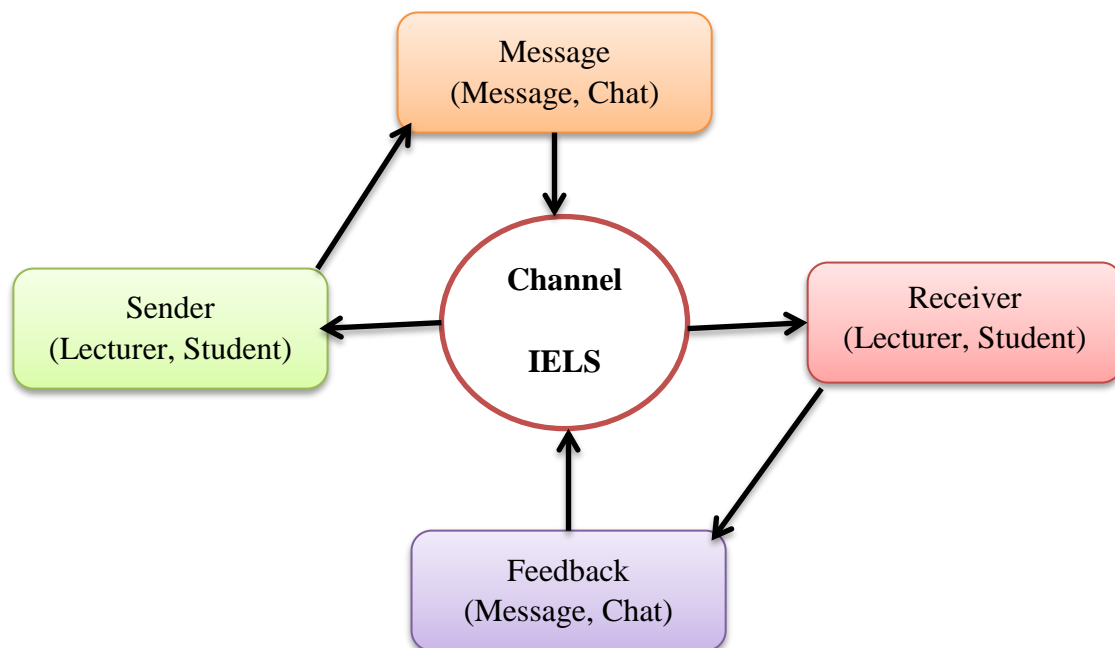 Message
(Message, Chat)
Channel
IELS
Sender
(Lecturer, Student)
Receiver
(Lecturer, Student)
Feedback
(Message, Chat)